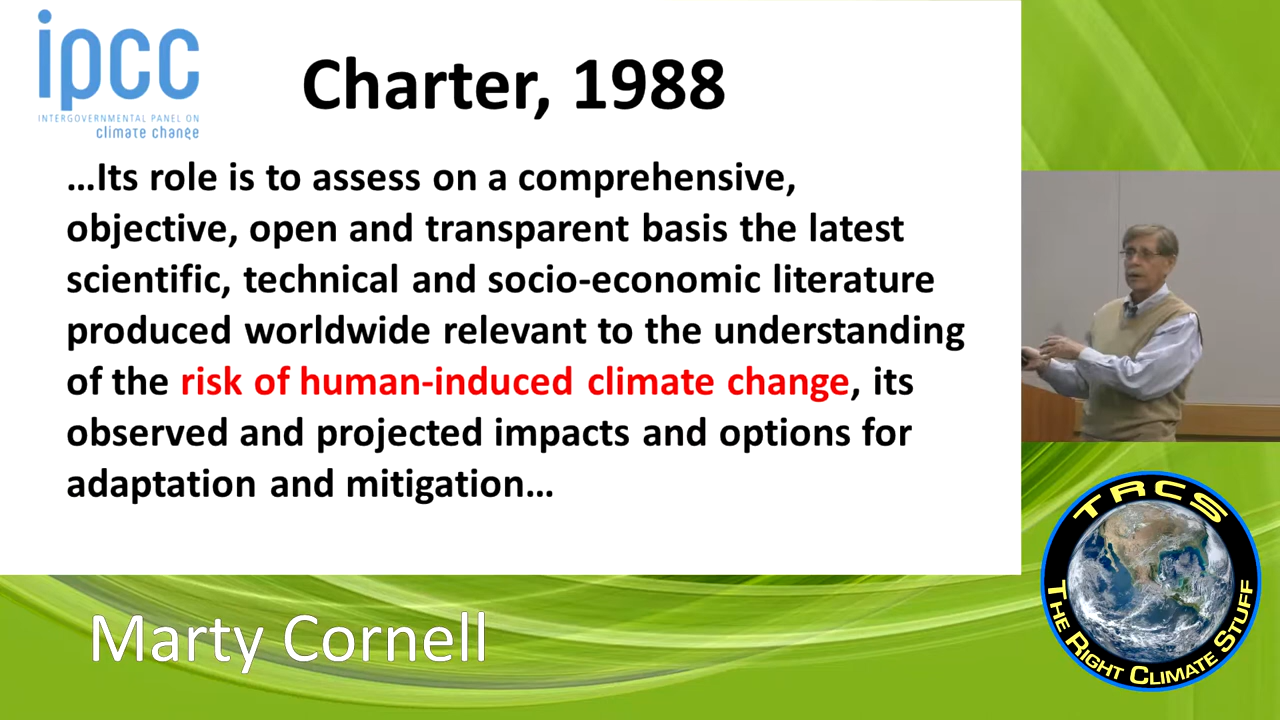 ipcc
INTERGOVERNMENTAL PANEL ON
climate change
Charter, 1988
...Its role is to assess on a comprehensive,
objective, open and transparent basis the latest
scientific, technical and socio-economic literature
produced worldwide relevant to the understanding
of the risk of human-induced climate change, its
observed and projected impacts and options for
adaptation and mitigation...
Marty Cornell
TRCS
THE RIGHT CLIMATE STUFF